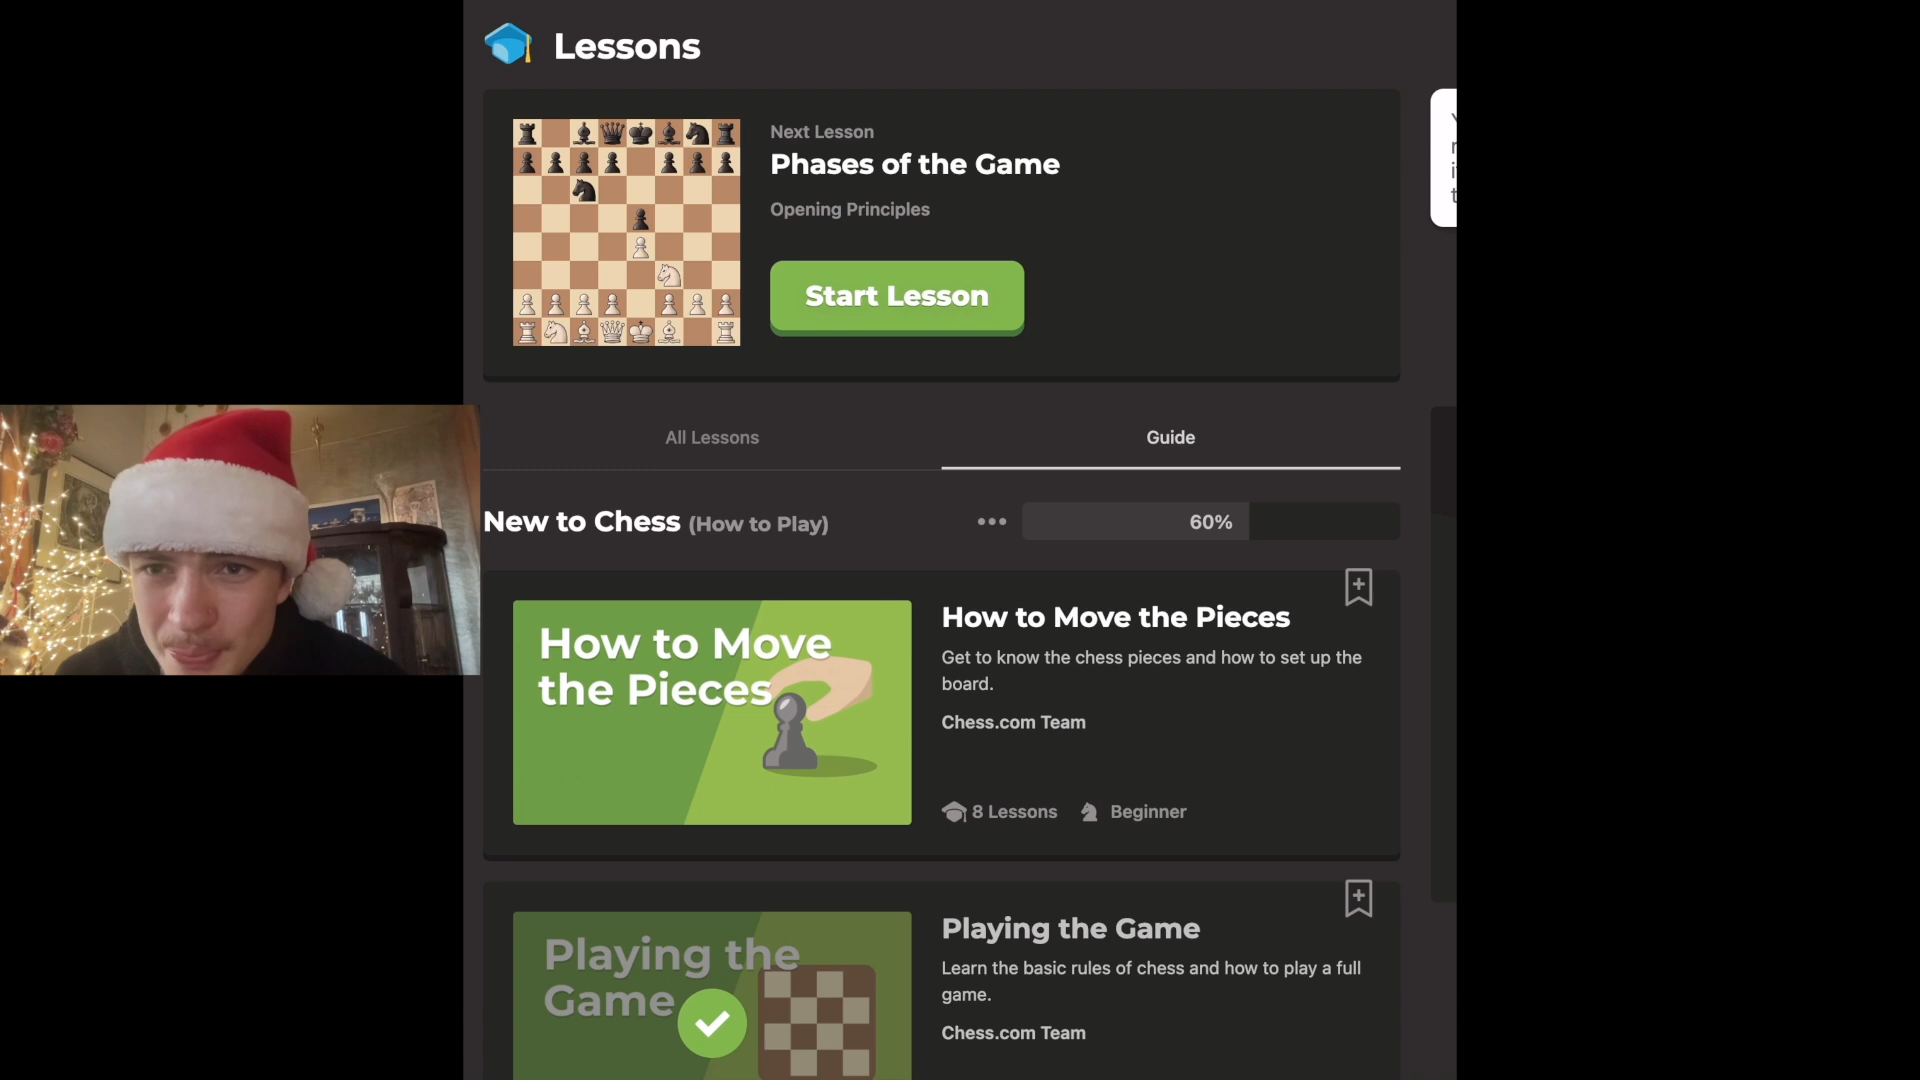 Lessons
Next Lesson
Phases of the Game
Opening Principles
Start Lesson
All Lessons
Guide
New to Chess (How to Play)
60%
How to Move
the Pieces
How to Move the Pieces
Get to know the chess pieces and how to set up the
board.
Chess.com Team
8 Lessons
Beginner
Playing the
Game
Playing the Game
Learn the basic rules of chess and how to play a full
game.
Chess.com Team